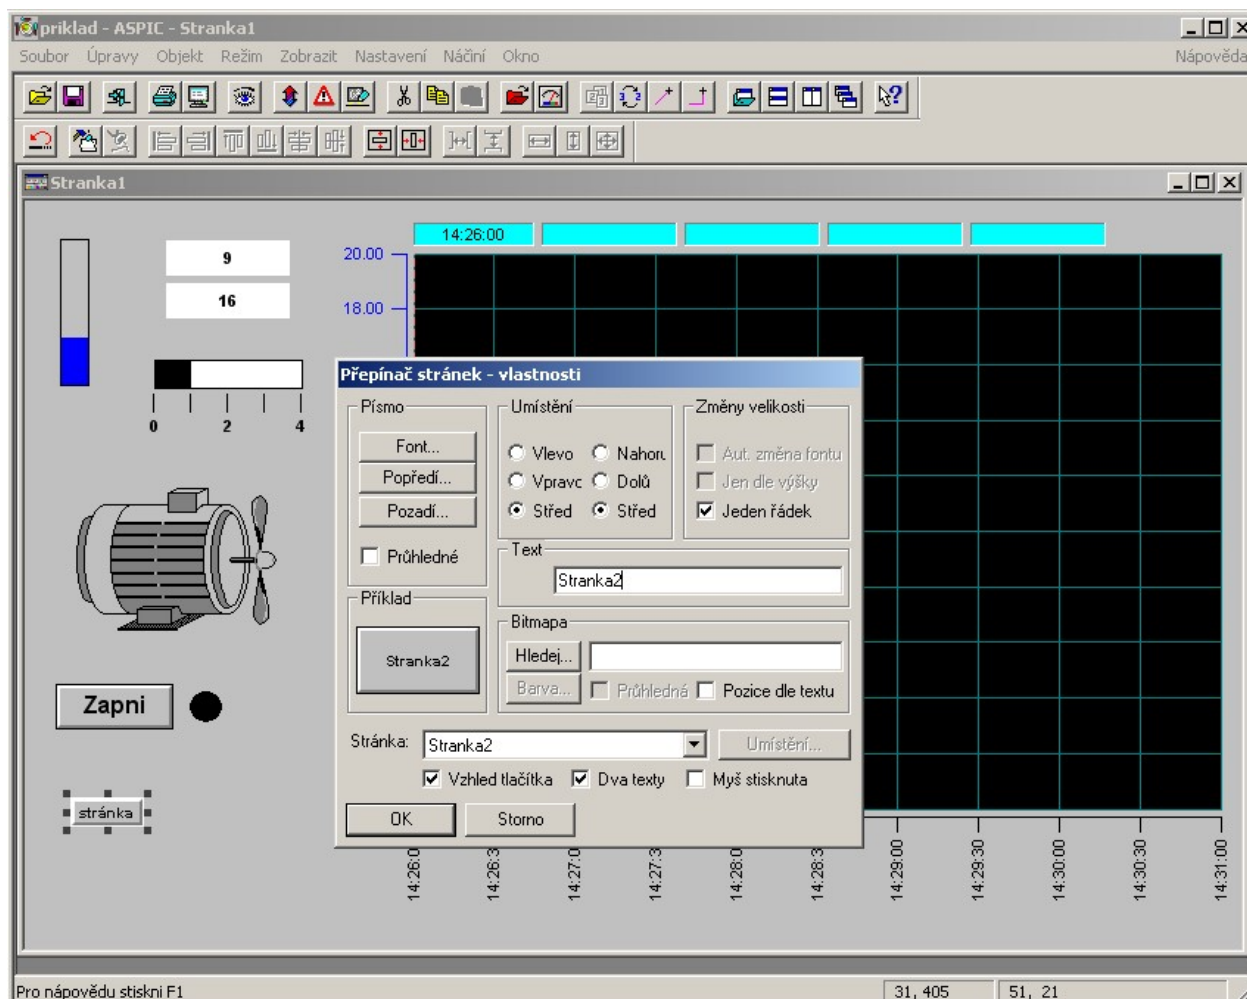 priklad - ASPIC - Stranka1
Soubor Úpravy Objekt Režim Zobrazit Nastavení Náčiní Okno Nápověda
Stranka1
14:26:00
9
16
20.00
18.00
0 2 4
Přepínač stránek - vlastnosti
Písmo
Font...
Popředí...
Pozadí...
Průhledné
Umístění
Vlevo Nahoru
Vpravo Dolů
Střed Střed
Změny velikosti
Aut. změna fontu
Jen dle výšky
Jeden řádek
Text
Stranka2
Příklad
Stranka2
Bitmapa
Hledej...
Barva... Průhledná Pozice dle textu
Stránka: Stranka2 Umístění...
Vzhled tlačítka Dva texty Myš stisknuta
OK Storno
Zapni
stránka
14:26:0 14:26:3 14:27:0 14:27:3 14:28:0 14:28:3 14:29:00 14:29:30 14:30:00 14:30:30 14:31:00
Pro nápovědu stiskni F1 31, 405 51, 21